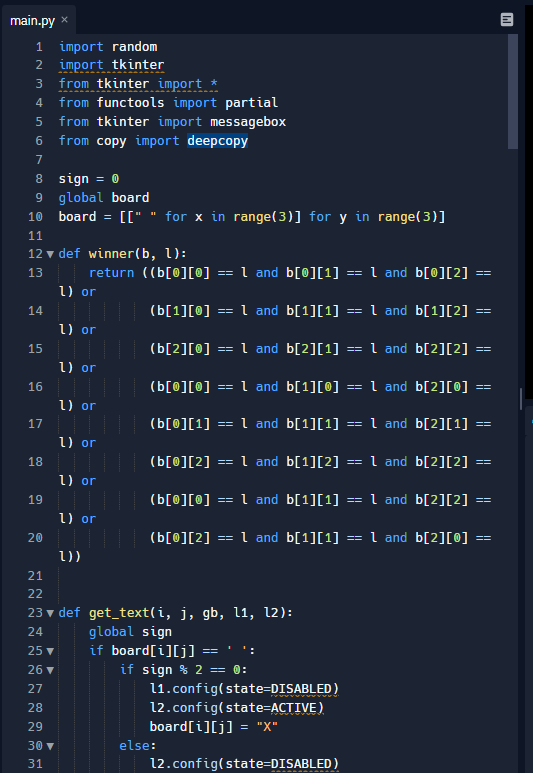 main.py ×
1 import random
2 import tkinter
3 from tkinter import *
4 from functools import partial
5 from tkinter import messagebox
6 from copy import deepcopy
7
8 sign = 0
9 global board
10 board = [[" " for x in range(3)] for y in range(3)]
11
12 def winner(b, l):
13 return ((b[0][0] == l and b[0][1] == l and b[0][2] ==
l) or
14 (b[1][0] == l and b[1][1] == l and b[1][2] ==
l) or
15 (b[2][0] == l and b[2][1] == l and b[2][2] ==
l) or
16 (b[0][0] == l and b[1][0] == l and b[2][0] ==
l) or
17 (b[0][1] == l and b[1][1] == l and b[2][1] ==
l) or
18 (b[0][2] == l and b[1][2] == l and b[2][2] ==
l) or
19 (b[0][0] == l and b[1][1] == l and b[2][2] ==
l) or
20 (b[0][2] == l and b[1][1] == l and b[2][0] ==
l))
21
22
23 def get_text(i, j, gb, l1, l2):
24 global sign
25 if board[i][j] == ' ':
26 if sign % 2 == 0:
27 l1.config(state=DISABLED)
28 l2.config(state=ACTIVE)
29 board[i][j] = "X"
30 else:
31 l2.config(state=DISABLED)